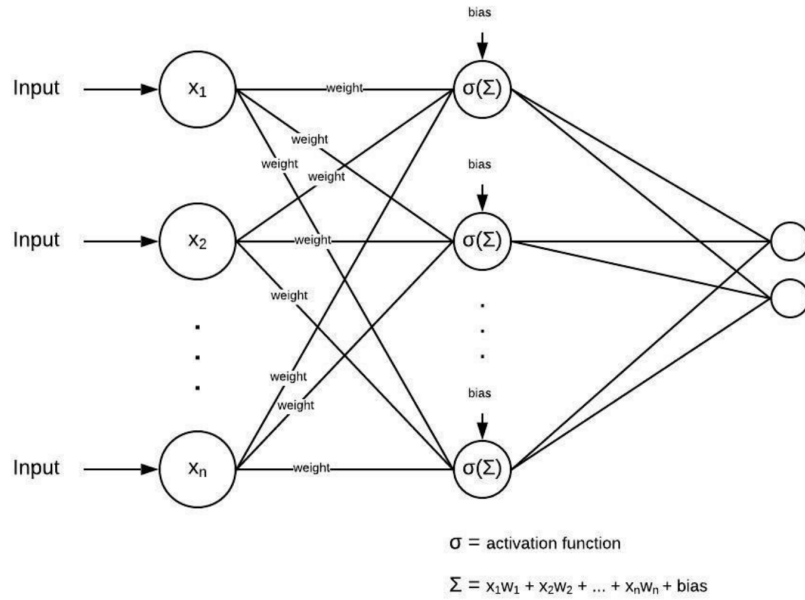 bias
Input
x₁
weight
σ(Σ)
weight
weight
weight
bias
Input
x₂
weight
σ(Σ)
weight
weight
weight
bias
Input
xₙ
weight
σ(Σ)
σ = activation function
Σ = x₁w₁ + x₂w₂ + ... + xₙwₙ + bias